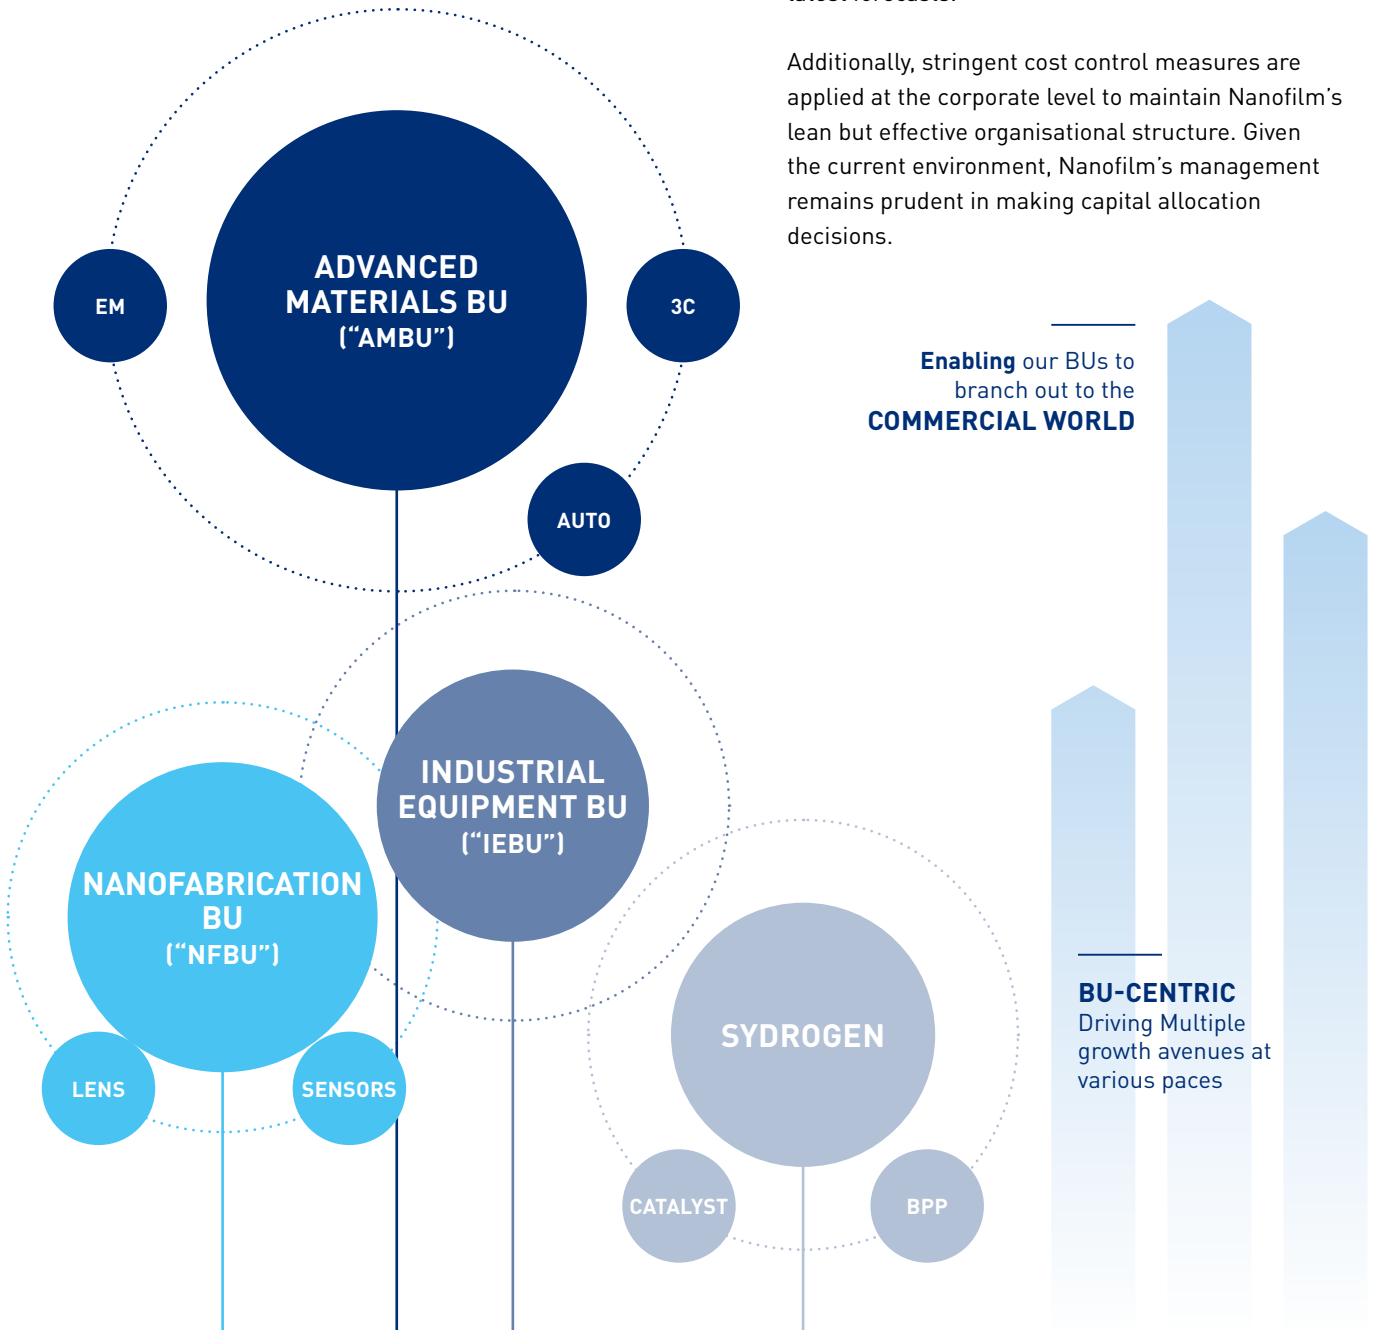 Additionally, stringent cost control measures are
applied at the corporate level to maintain Nanofilm’s
lean but effective organisational structure. Given
the current environment, Nanofilm’s management
remains prudent in making capital allocation
decisions.
ADVANCED
MATERIALS BU
(“AMBU”)
EM
3C
AUTO
Enabling our BUs to
branch out to the
COMMERCIAL WORLD
INDUSTRIAL
EQUIPMENT BU
(“IEBU”)
NANOFABRICATION
BU
(“NFBU”)
LENS
SENSORS
SYDROGEN
CATALYST
BPP
BU-CENTRIC
Driving Multiple
growth avenues at
various paces